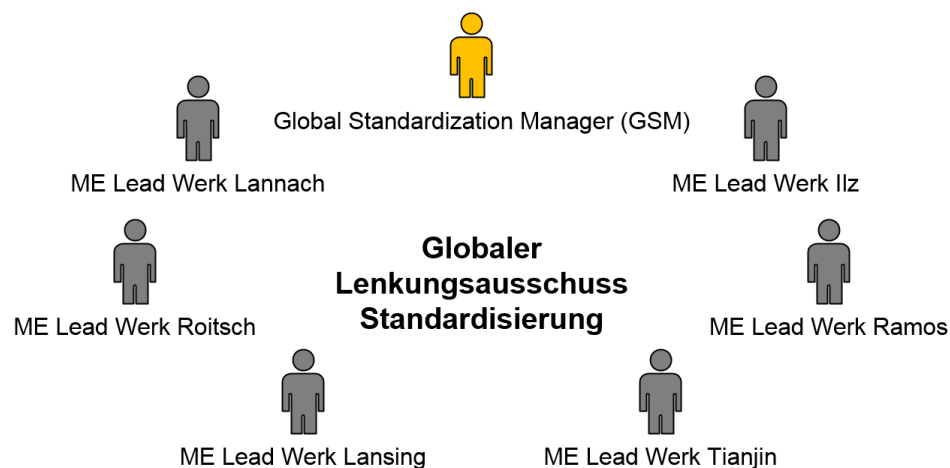 Global Standardization Manager (GSM)
ME Lead Werk Lannach
ME Lead Werk Ilz
Globaler
Lenkungsausschuss
Standardisierung
ME Lead Werk Roitsch
ME Lead Werk Ramos
ME Lead Werk Lansing
ME Lead Werk Tianjin